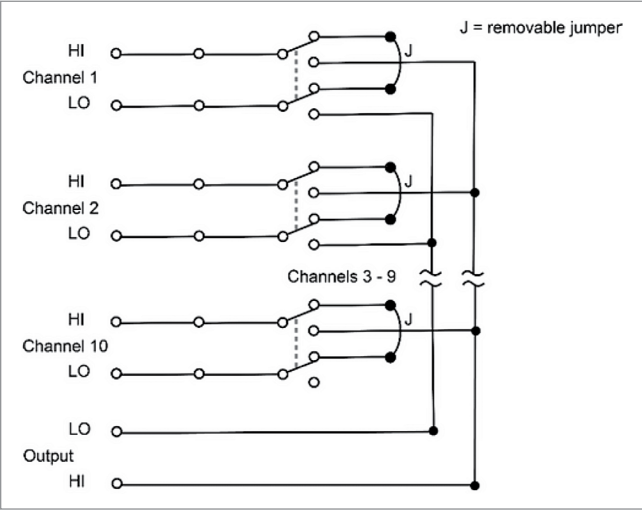 J = removable jumper
HI
J
Channel 1
LO
HI
J
Channel 2
LO
Channels 3 - 9
HI
J
Channel 10
LO
LO
Output
HI